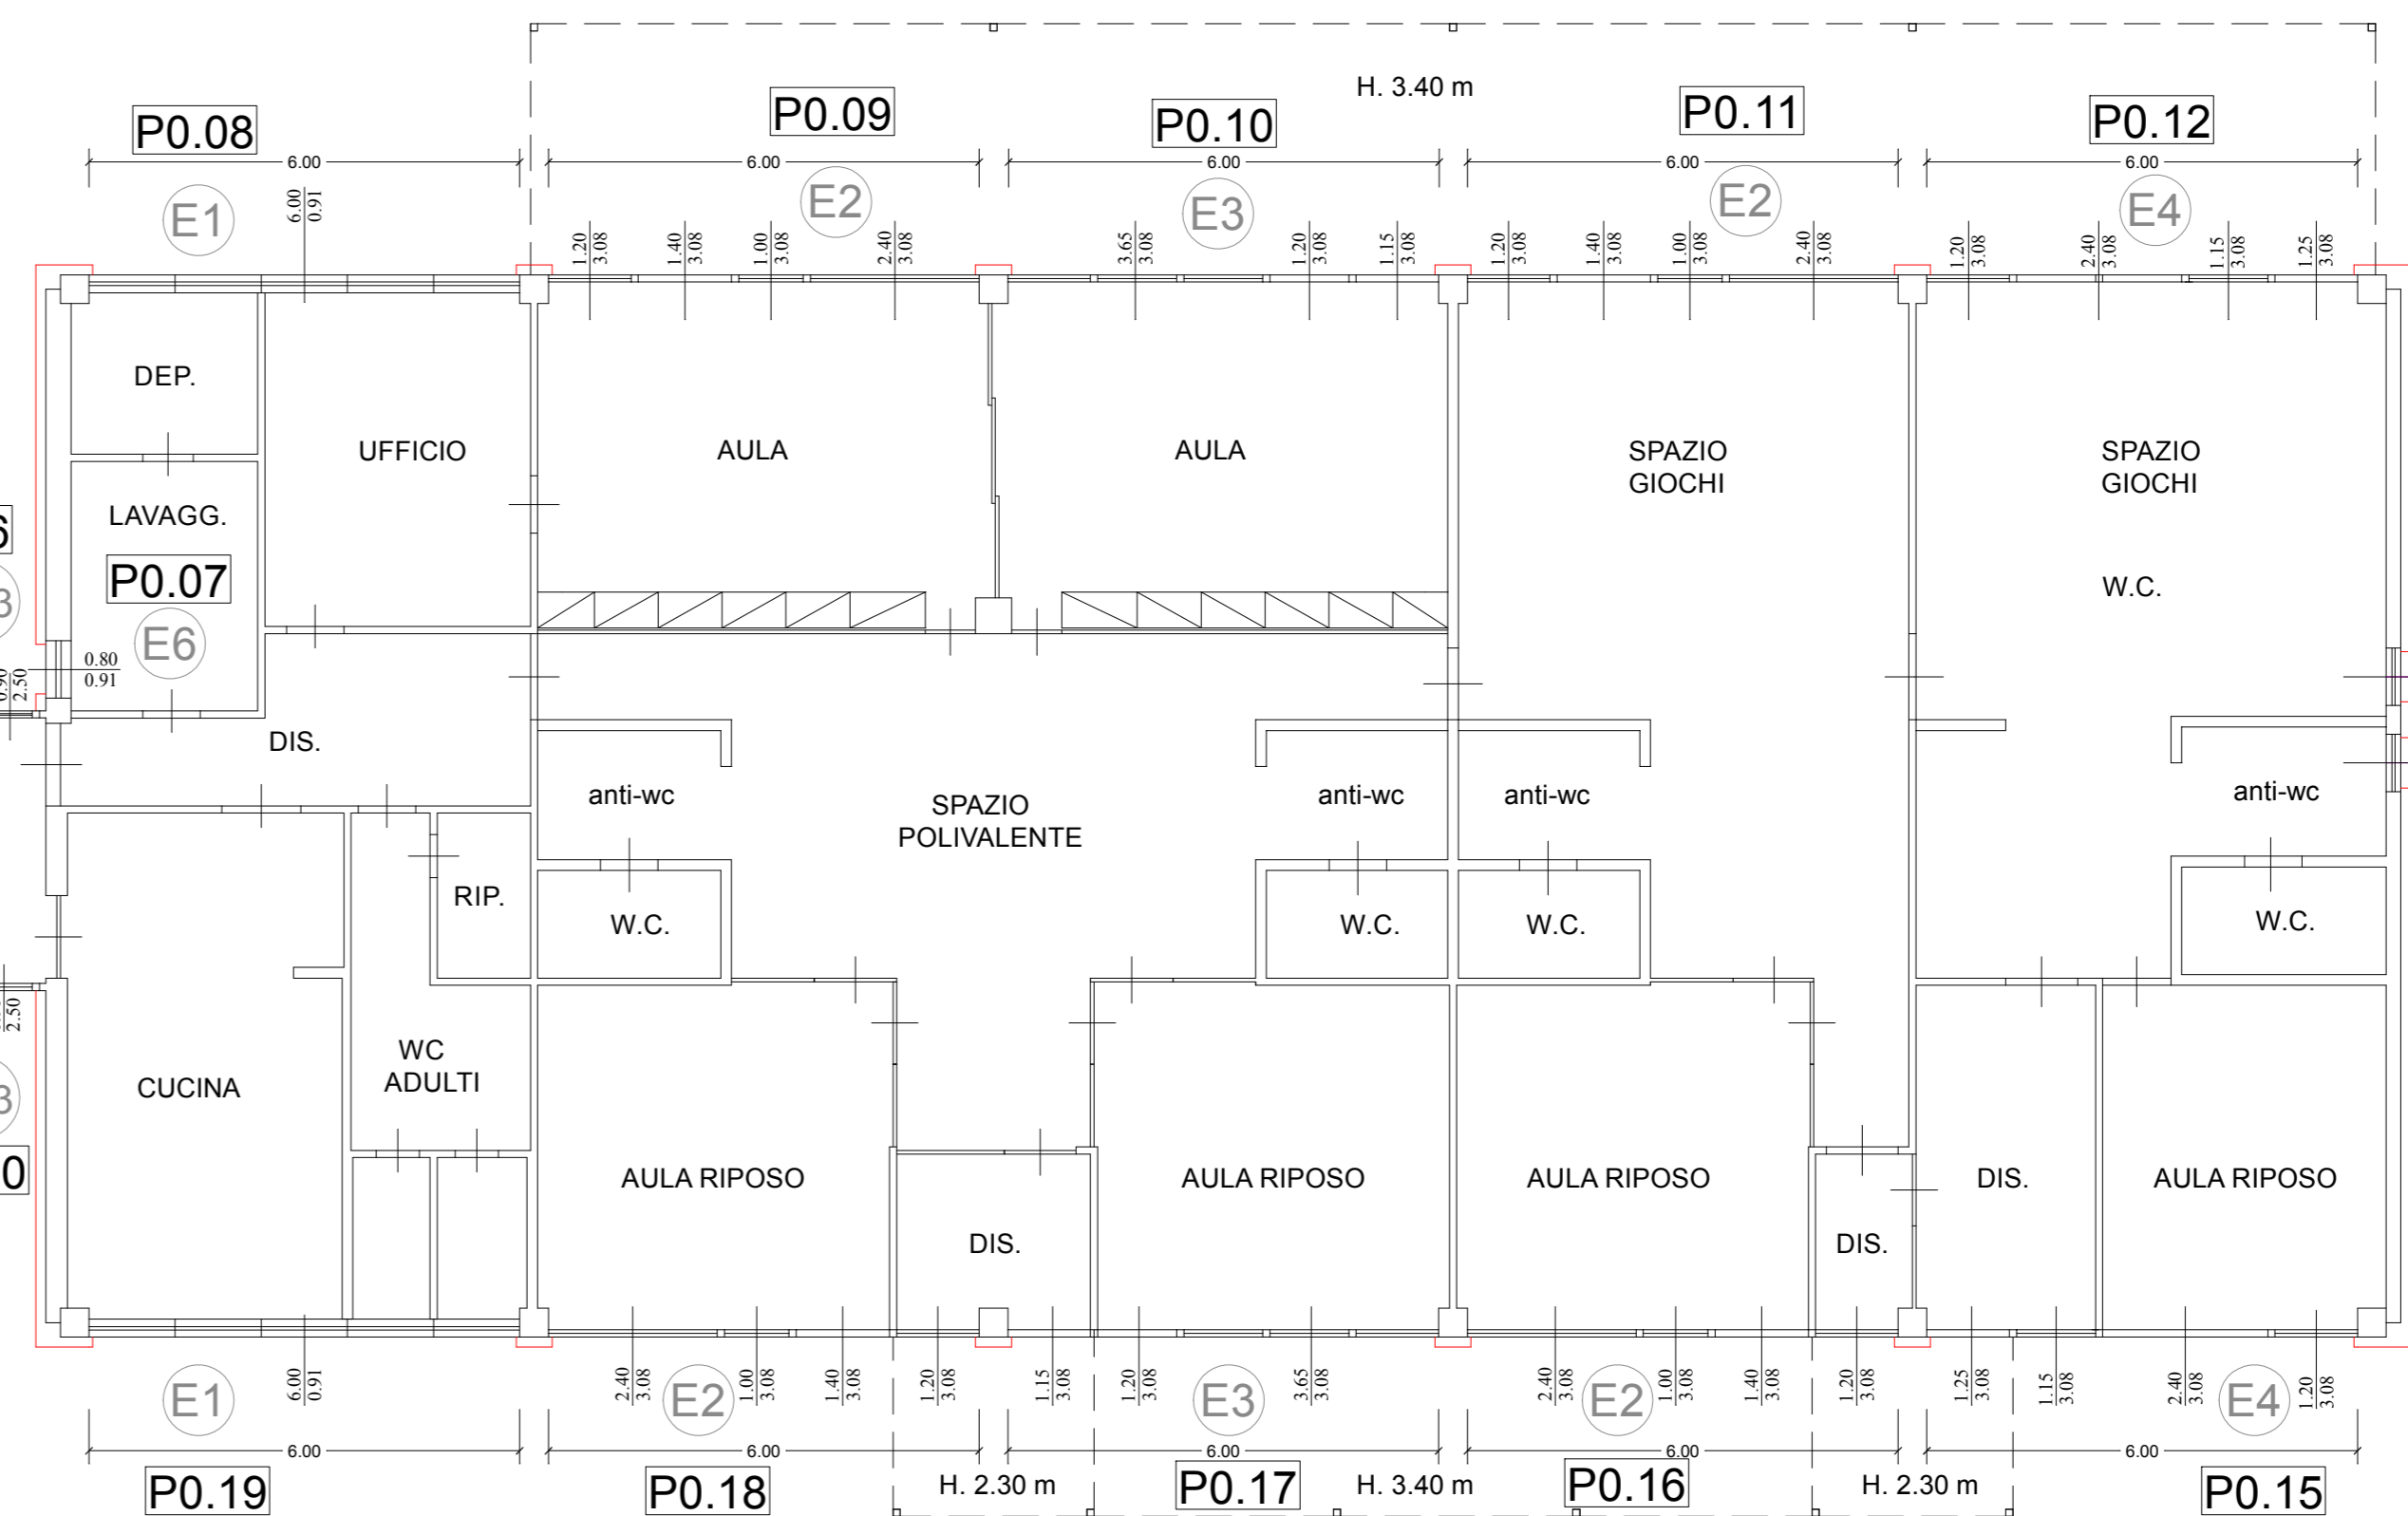 H. 3.40 m
P0.08
P0.09
P0.10
P0.11
P0.12
6.00
6.00
6.00
6.00
6.00
E1
E2
E3
E2
E4
6.00
0.91
1.20
3.08
1.40
3.08
1.00
3.08
2.40
3.08
3.65
3.08
1.20
3.08
1.15
3.08
1.20
3.08
1.40
3.08
1.00
3.08
2.40
3.08
1.20
3.08
2.40
3.08
1.15
3.08
1.25
3.08
DEP.
UFFICIO
AULA
AULA
SPAZIO
GIOCHI
SPAZIO
GIOCHI
LAVAGG.
P0.07
E6
W.C.
0.80
0.91
0.90
2.50
DIS.
anti-wc
SPAZIO
POLIVALENTE
anti-wc
anti-wc
anti-wc
RIP.
W.C.
W.C.
W.C.
W.C.
2.50
CUCINA
WC
ADULTI
AULA RIPOSO
DIS.
AULA RIPOSO
AULA RIPOSO
DIS.
DIS.
AULA RIPOSO
E1
6.00
0.91
2.40
3.08
E2
1.00
3.08
1.40
3.08
1.20
3.08
1.15
3.08
1.20
3.08
E3
3.65
3.08
2.40
3.08
E2
1.00
3.08
1.40
3.08
1.20
3.08
1.25
3.08
1.15
3.08
2.40
3.08
E4
1.20
3.08
6.00
6.00
6.00
6.00
6.00
P0.19
P0.18
H. 2.30 m
P0.17
H. 3.40 m
P0.16
H. 2.30 m
P0.15